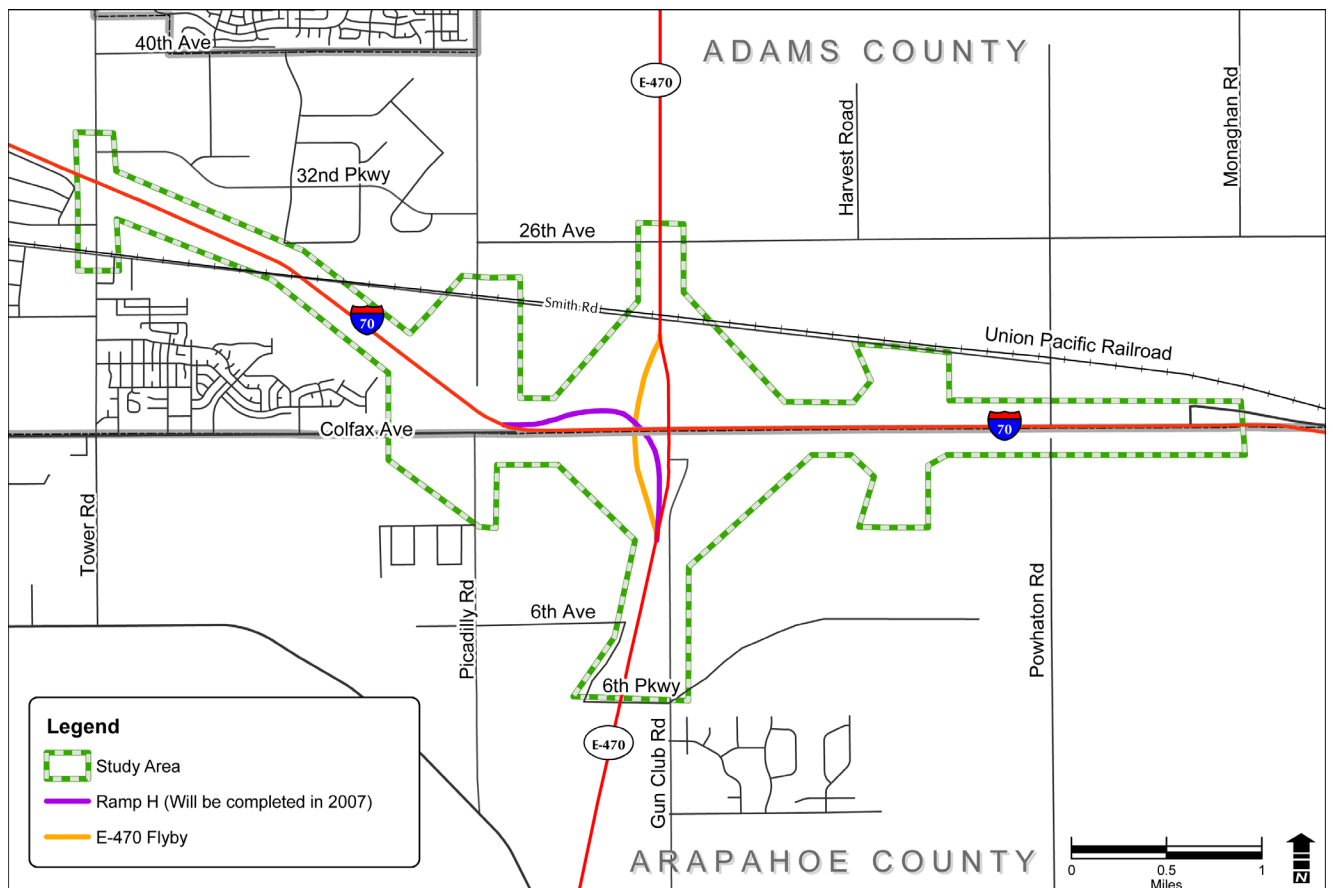 40th Ave
ADAMS COUNTY
E-470
Monaghan Rd
Harvest Road
32nd Pkwy
26th Ave
Smith Rd
70
Union Pacific Railroad
Colfax Ave
70
Tower Rd
Picadilly Rd
6th Ave
Powhaton Rd
6th Pkwy
E-470
Gun Club Rd
Legend
Study Area
Ramp H (Will be completed in 2007)
E-470 Flyby
ARAPAHOE COUNTY
0 0.5 1
Miles
N